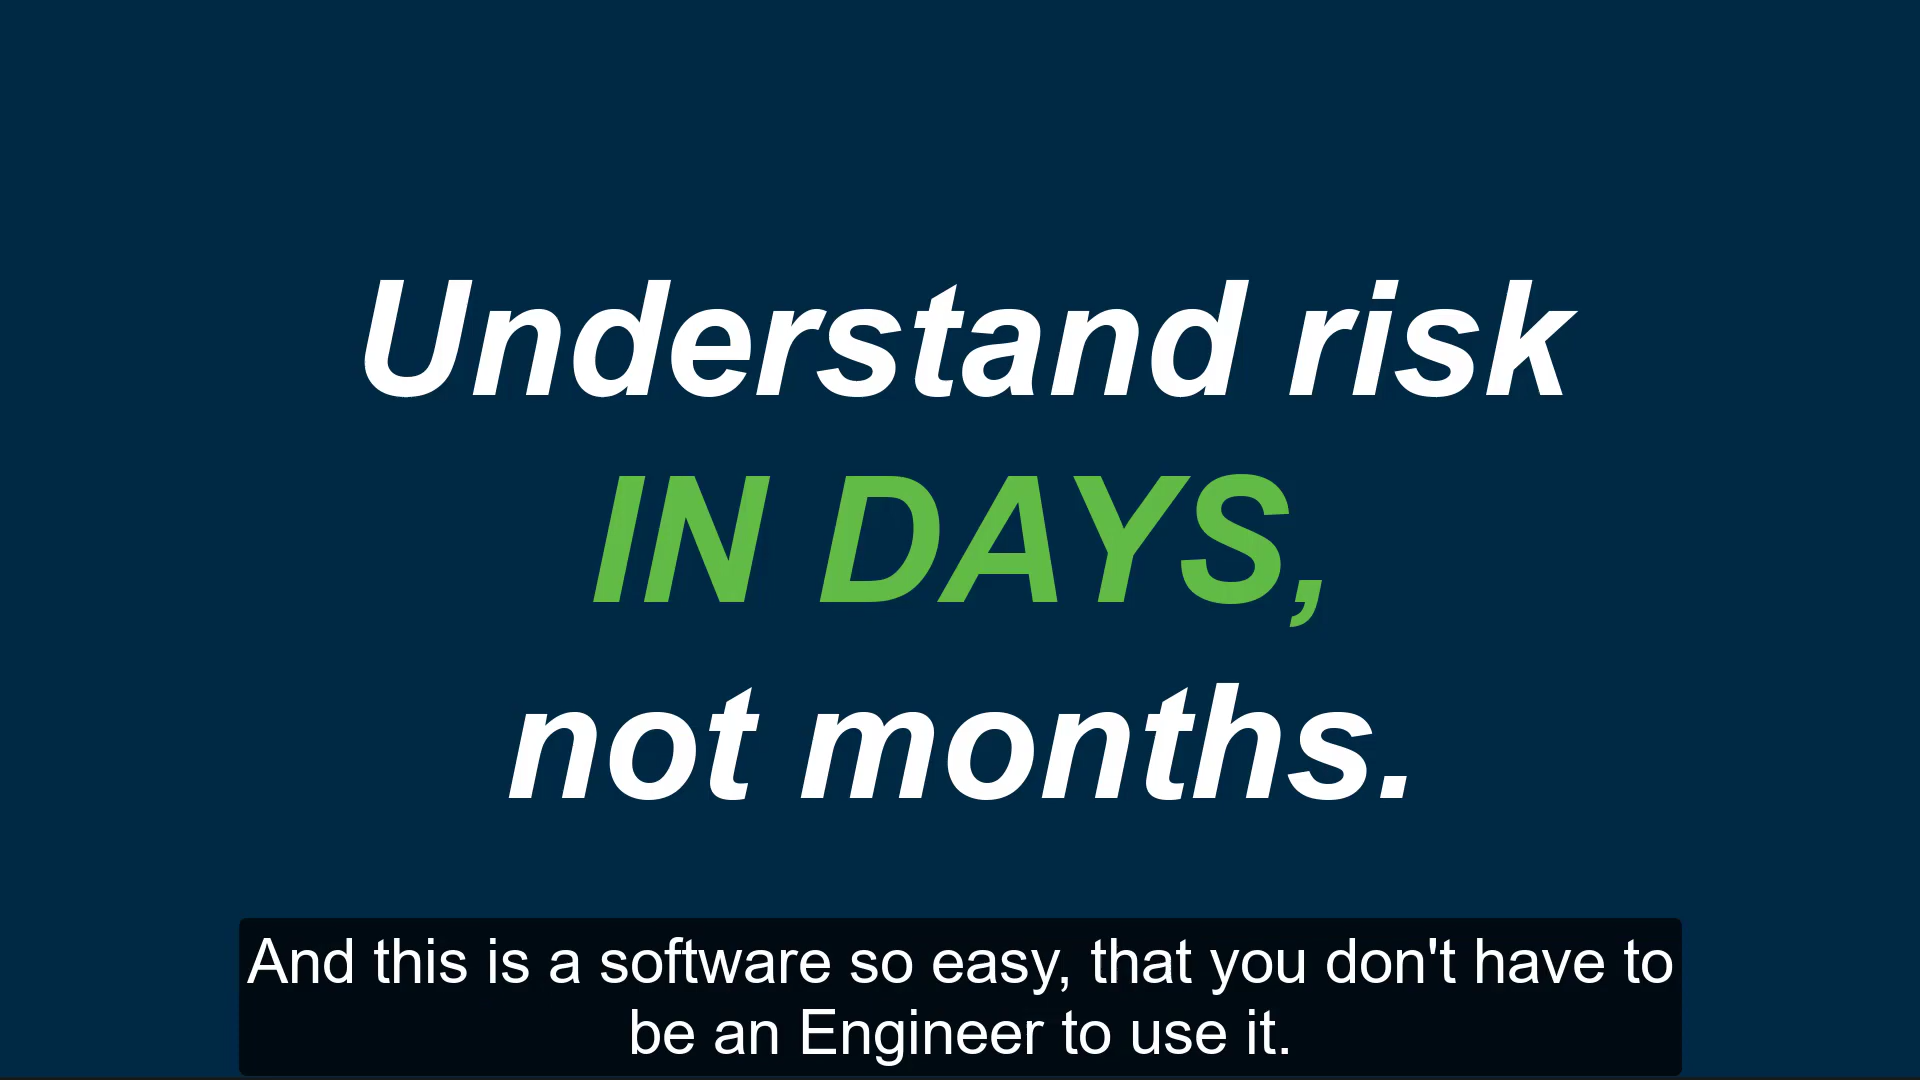 Understand risk
IN DAYS,
not months.
And this is a software so easy, that you don't have to
be an Engineer to use it.